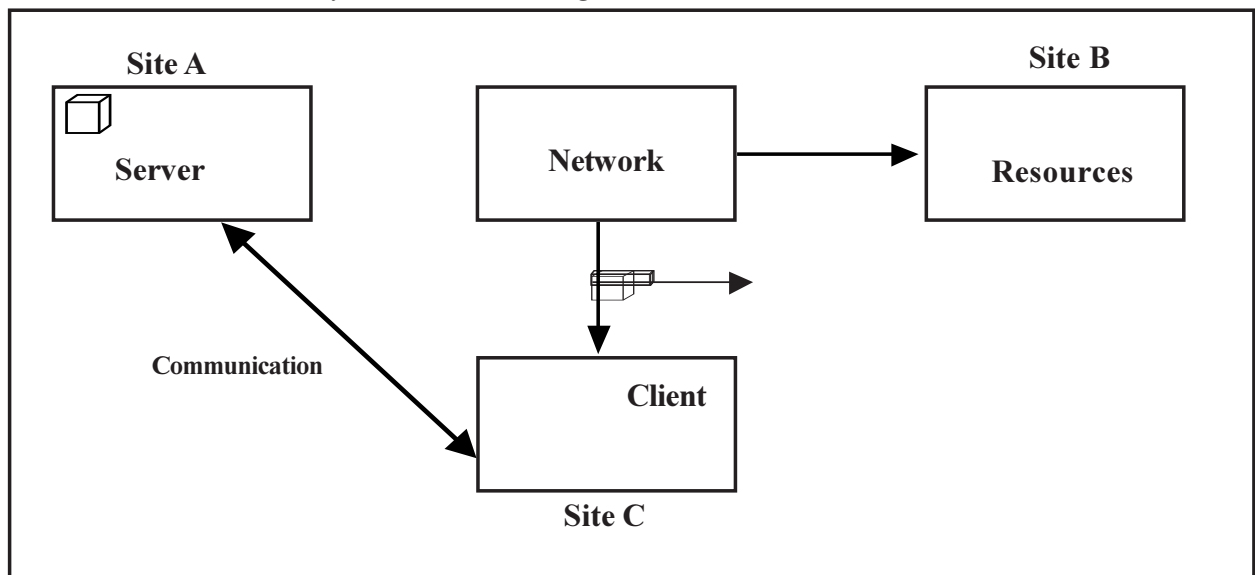 Site A
Site B
Server
Network
Resources
Communication
Client
Site C